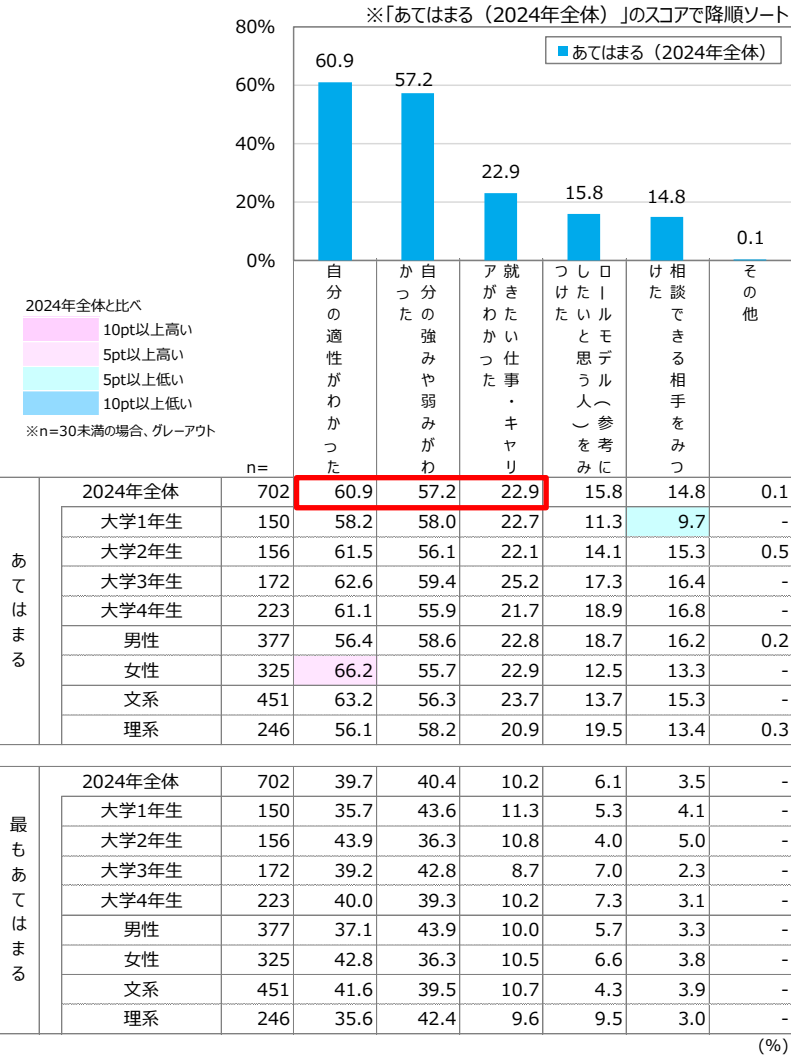 ※「あてはまる（2024年全体）」のスコアで降順ソート
80%
60%
40%
20%
0%
■あてはまる（2024年全体）
60.9
57.2
22.9
15.8
14.8
0.1
自分の適性がわかった
自分の強みや弱みがわ
かった
就きたい仕事・キャリ
アがわかった
ロールモデル（参考に
したいと思う人）をみ
つけた
相談できる相手をみつ
けた
その他
2024年全体と比べ
10pt以上高い
5pt以上高い
5pt以上低い
10pt以上低い
※n=30未満の場合、グレーアウト
n=
あてはまる
2024年全体 702 60.9 57.2 22.9 15.8 14.8 0.1
大学1年生 150 58.2 58.0 22.7 11.3 9.7 -
大学2年生 156 61.5 56.1 22.1 14.1 15.3 0.5
大学3年生 172 62.6 59.4 25.2 17.3 16.4 -
大学4年生 223 61.1 55.9 21.7 18.9 16.8 -
男性 377 56.4 58.6 22.8 18.7 16.2 0.2
女性 325 66.2 55.7 22.9 12.5 13.3 -
文系 451 63.2 56.3 23.7 13.7 15.3 -
理系 246 56.1 58.2 20.9 19.5 13.4 0.3
最もあてはまる
2024年全体 702 39.7 40.4 10.2 6.1 3.5 -
大学1年生 150 35.7 43.6 11.3 5.3 4.1 -
大学2年生 156 43.9 36.3 10.8 4.0 5.0 -
大学3年生 172 39.2 42.8 8.7 7.0 2.3 -
大学4年生 223 40.0 39.3 10.2 7.3 3.1 -
男性 377 37.1 43.9 10.0 5.7 3.3 -
女性 325 42.8 36.3 10.5 6.6 3.8 -
文系 451 41.6 39.5 10.7 4.3 3.9 -
理系 246 35.6 42.4 9.6 9.5 3.0 -
(%)